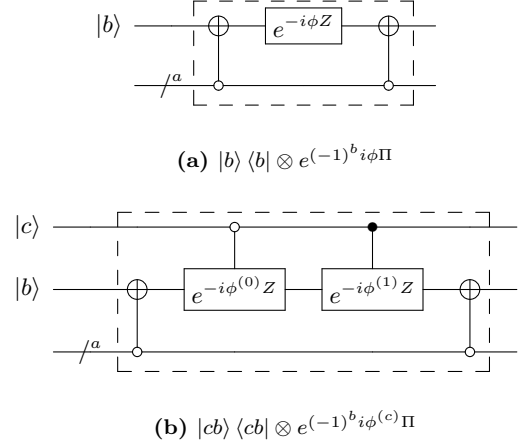 |b⟩ e^{-iϕZ}
a
(a) |b⟩ ⟨b| ⊗ e^{(-1)^b iϕΠ}
|c⟩
|b⟩ e^{-iϕ^{(0)}Z} e^{-iϕ^{(1)}Z}
a
(b) |cb⟩ ⟨cb| ⊗ e^{(-1)^b iϕ^{(c)}Π}